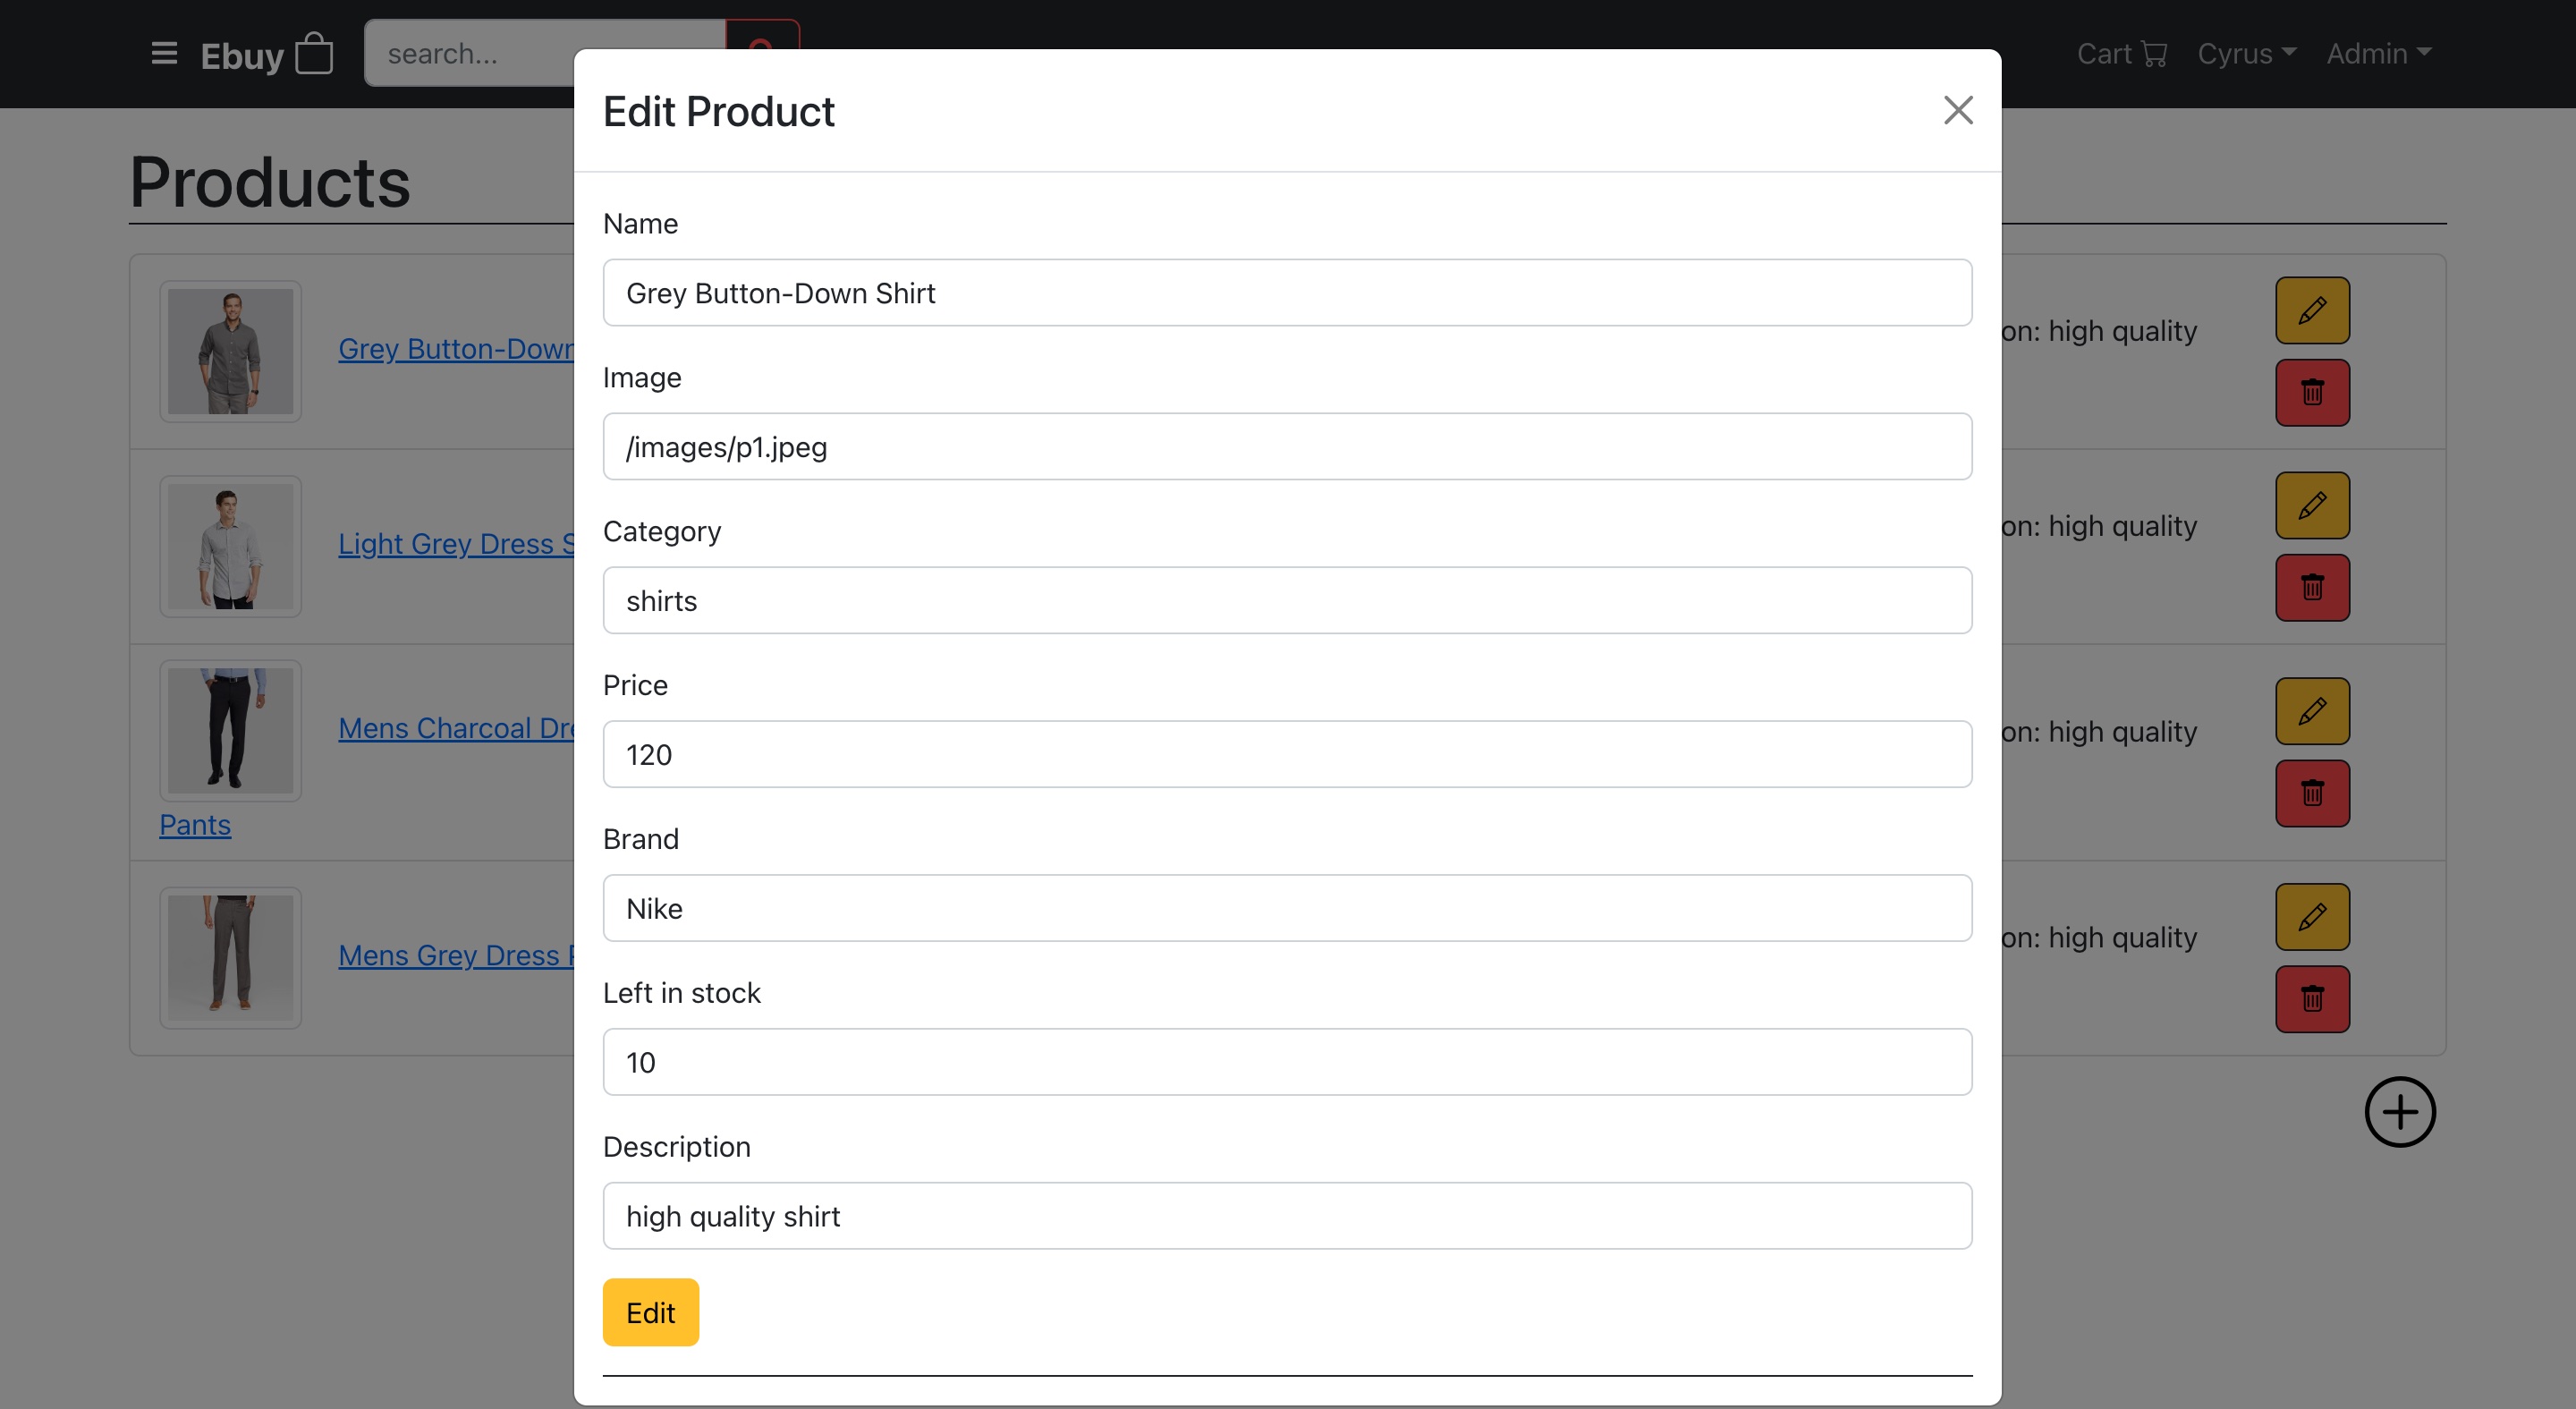 Ebuy
search...
Cart
Cyrus
Admin
Products
Edit Product
Name
Grey Button-Down Shirt
Image
/images/p1.jpeg
Category
shirts
Price
120
Brand
Nike
Left in stock
10
Description
high quality shirt
Edit
Grey Button-Down
on: high quality
Light Grey Dress
on: high quality
Mens Charcoal
Pants
on: high quality
Mens Grey Dress
on: high quality